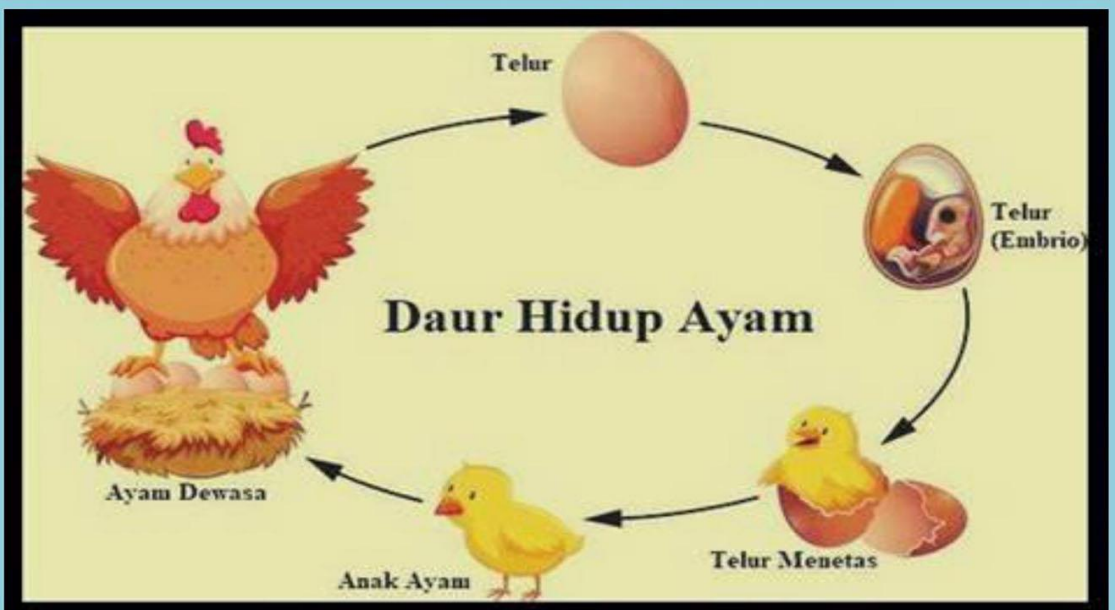 Telur
Telur
(Embrio)
Daur Hidup Ayam
Ayam Dewasa
Telur Menetas
Anak Ayam